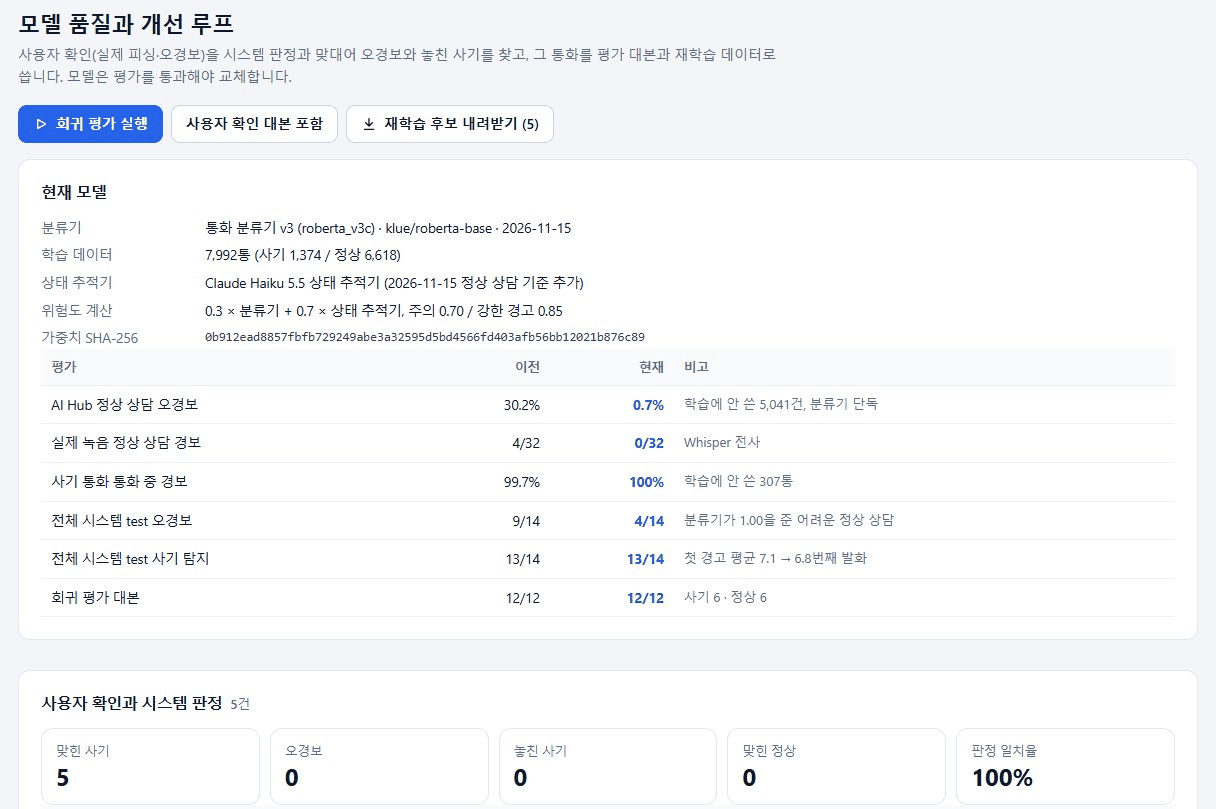 모델 품질과 개선 루프
사용자 확인(실제 피싱·오경보)을 시스템 판정과 맞대어 오경보와 놓친 사기를 찾고, 그 통화를 평가 대본과 재학습 데이터로
씁니다. 모델은 평가를 통과해야 교체합니다.
회귀 평가 실행 사용자 확인 대본 포함 재학습 후보 내려받기 (5)
현재 모델
분류기 통화 분류기 v3 (roberta_v3c) · klue/roberta-base · 2026-11-15
학습 데이터 7,992통 (사기 1,374 / 정상 6,618)
상태 추적기 Claude Haiku 5.5 상태 추적기 (2026-11-15 정상 상담 기준 추가)
위험도 계산 0.3 × 분류기 + 0.7 × 상태 추적기, 주의 0.70 / 강한 경고 0.85
가중치 SHA-256 0b912ead8857fbfb729249abe3a32595d5bd4566fd403afb56bb12021b876c89
평가 이전 현재 비고
AI Hub 정상 상담 오경보 30.2% 0.7% 학습에 안 쓴 5,041건, 분류기 단독
실제 녹음 정상 상담 경보 4/32 0/32 Whisper 전사
사기 통화 통화 중 경보 99.7% 100% 학습에 안 쓴 307통
전체 시스템 test 오경보 9/14 4/14 분류기가 1.00을 준 어려운 정상 상담
전체 시스템 test 사기 탐지 13/14 13/14 첫 경고 평균 7.1 → 6.8번째 발화
회귀 평가 대본 12/12 12/12 사기 6 · 정상 6
사용자 확인과 시스템 판정 5건
맞힌 사기 오경보 놓친 사기 맞힌 정상 판정 일치율
5 0 0 0 100%